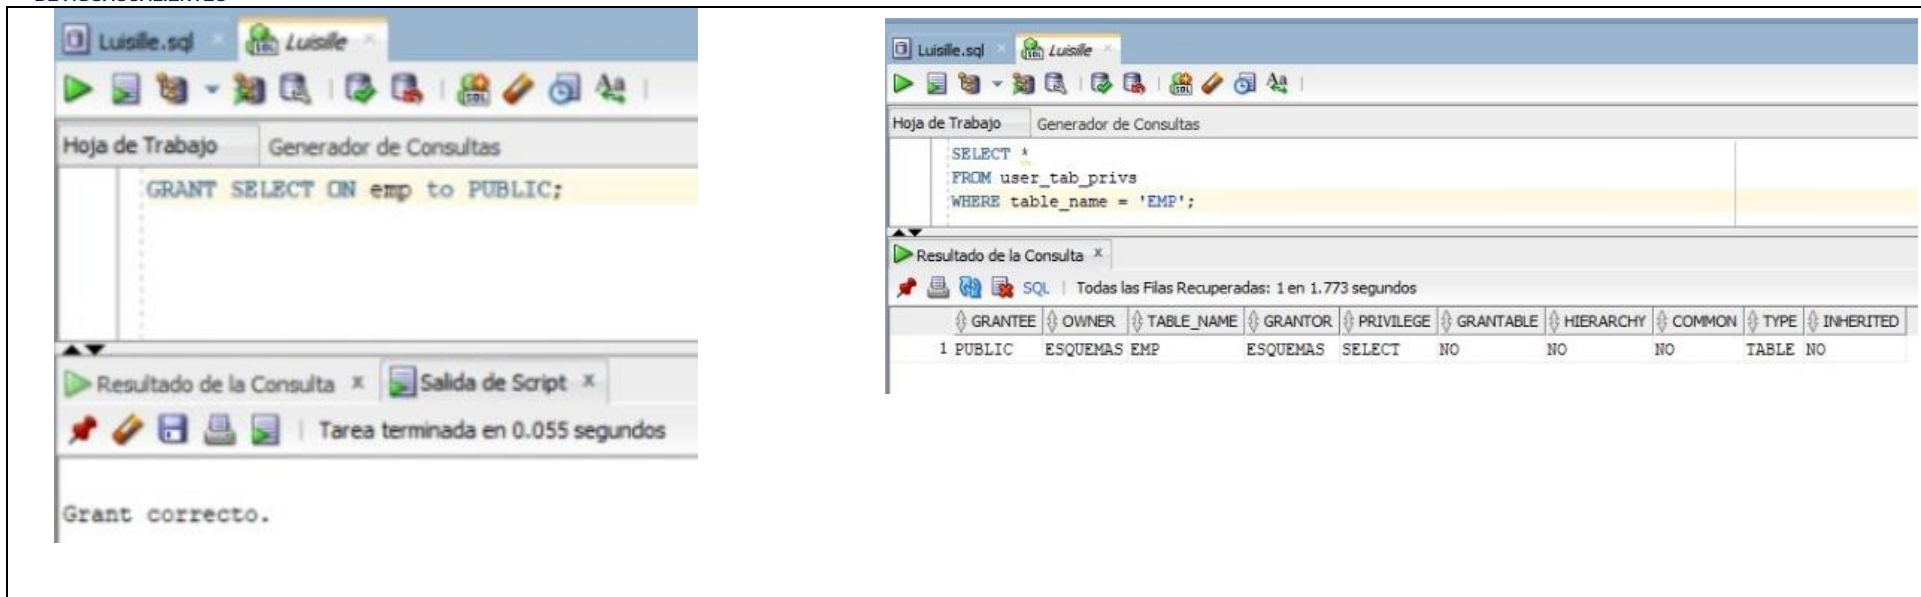 Luisille.sql
Luisille
Hoja de Trabajo
Generador de Consultas
GRANT SELECT ON emp to PUBLIC;
Resultado de la Consulta x
Salida de Script x
Tarea terminada en 0.055 segundos
Grant correcto.
Luisille.sql
Luisille
Hoja de Trabajo
Generador de Consultas
SELECT *
FROM user_tab_privs
WHERE table_name = 'EMP';
Resultado de la Consulta x
SQL | Todas las Filas Recuperadas: 1 en 1.773 segundos
GRANTEE OWNER TABLE_NAME GRANTOR PRIVILEGE GRANTABLE HIERARCHY COMMON TYPE INHERITED
1 PUBLIC ESQUEMAS EMP ESQUEMAS SELECT NO NO NO TABLE NO